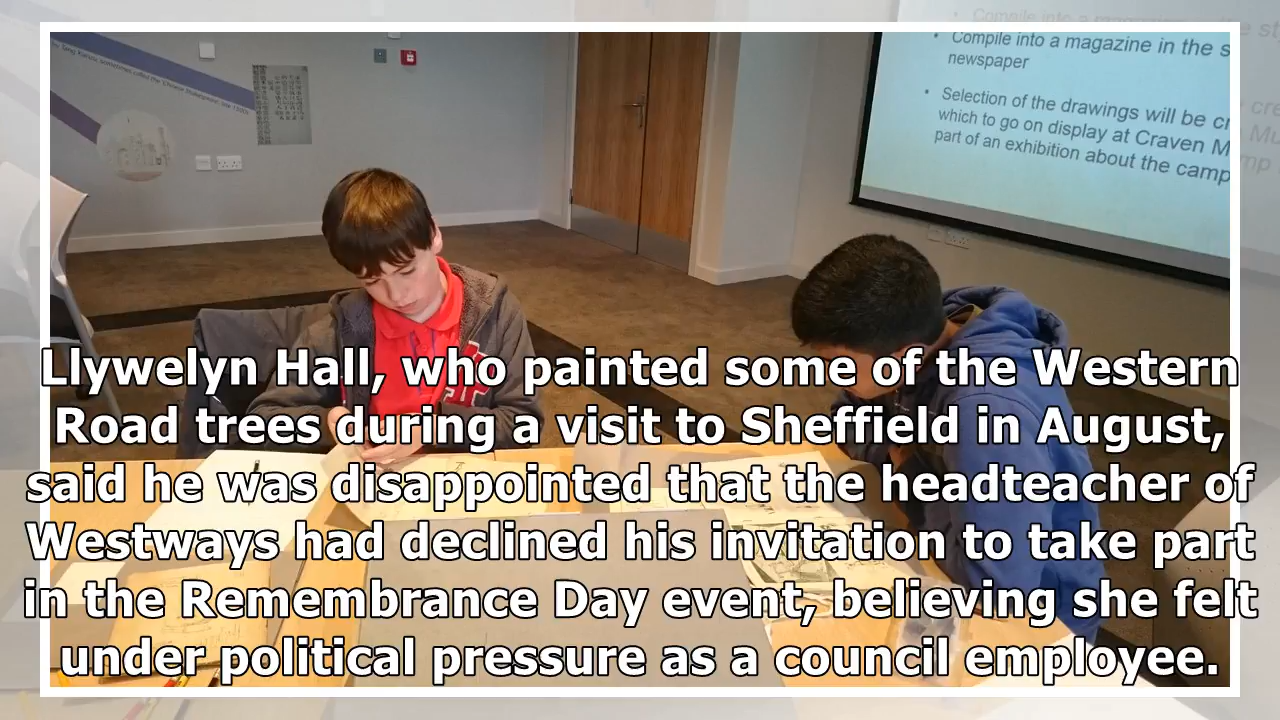 Compile into a magazine in the s
newspaper
Selection of the drawings will be cr
which to go on display at Craven M
part of an exhibition about the camp
Llywelyn Hall, who painted some of the Western
Road trees during a visit to Sheffield in August,
said he was disappointed that the headteacher of
Westways had declined his invitation to take part
in the Remembrance Day event, believing she felt
under political pressure as a council employee.